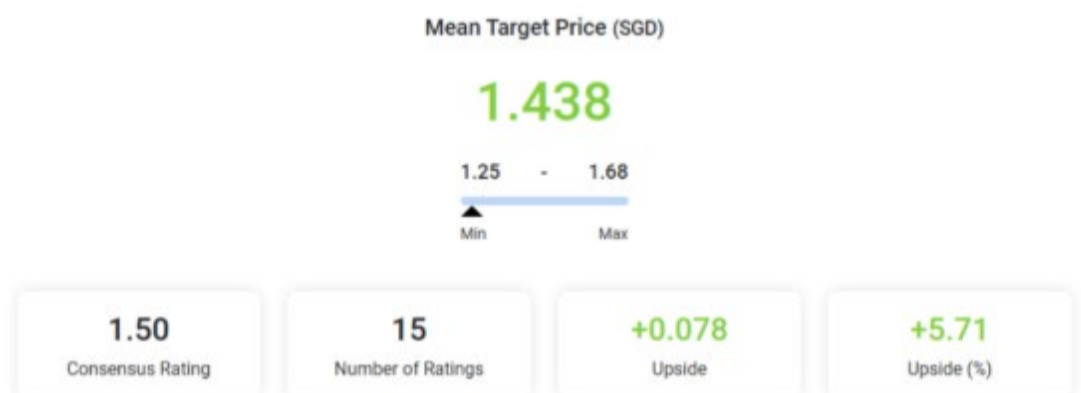 Mean Target Price (SGD)
1.438
1.25 - 1.68
Min Max
1.50 15 +0.078 +5.71
Consensus Rating Number of Ratings Upside Upside (%)